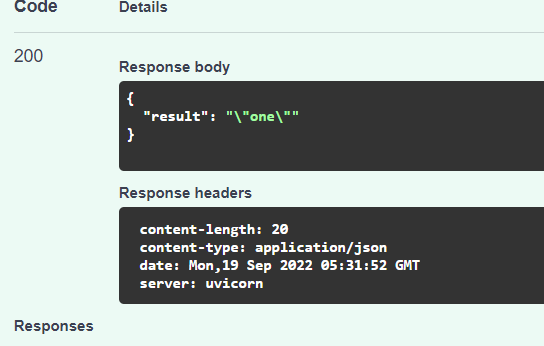 Code Details
200
Response body
{
  "result": "\"one\""
}
Response headers
content-length: 20
content-type: application/json
date: Mon,19 Sep 2022 05:31:52 GMT
server: uvicorn
Responses